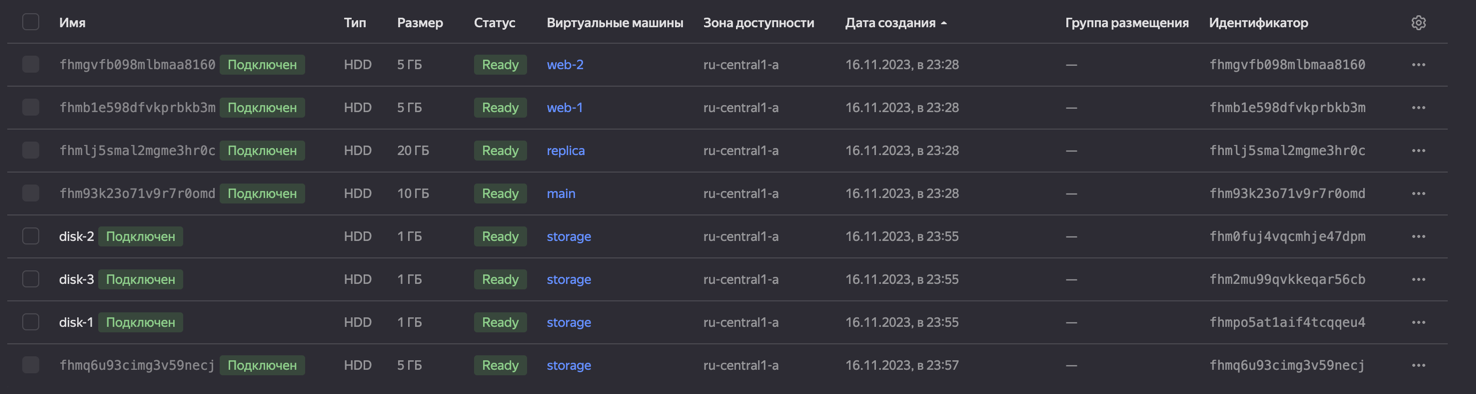 Имя Тип Размер Статус Виртуальные машины Зона доступности Дата создания Группа размещения Идентификатор
fhmgvfb098mlbmaa8160 Подключен HDD 5 ГБ Ready web-2 ru-central1-a 16.11.2023, в 23:28 — fhmgvfb098mlbmaa8160
fhmb1e598dfvkprbkb3m Подключен HDD 5 ГБ Ready web-1 ru-central1-a 16.11.2023, в 23:28 — fhmb1e598dfvkprbkb3m
fhmlj5smal2mgme3hr0c Подключен HDD 20 ГБ Ready replica ru-central1-a 16.11.2023, в 23:28 — fhmlj5smal2mgme3hr0c
fhm93k23o71v9r7r0omd Подключен HDD 10 ГБ Ready main ru-central1-a 16.11.2023, в 23:28 — fhm93k23o71v9r7r0omd
disk-2 Подключен HDD 1 ГБ Ready storage ru-central1-a 16.11.2023, в 23:55 — fhm0fuj4vqcmhje47dpm
disk-3 Подключен HDD 1 ГБ Ready storage ru-central1-a 16.11.2023, в 23:55 — fhm2mu99qvkkeqar56cb
disk-1 Подключен HDD 1 ГБ Ready storage ru-central1-a 16.11.2023, в 23:55 — fhmpo5at1aif4tcqqeu4
fhmq6u93cimg3v59necj Подключен HDD 5 ГБ Ready storage ru-central1-a 16.11.2023, в 23:57 — fhmq6u93cimg3v59necj